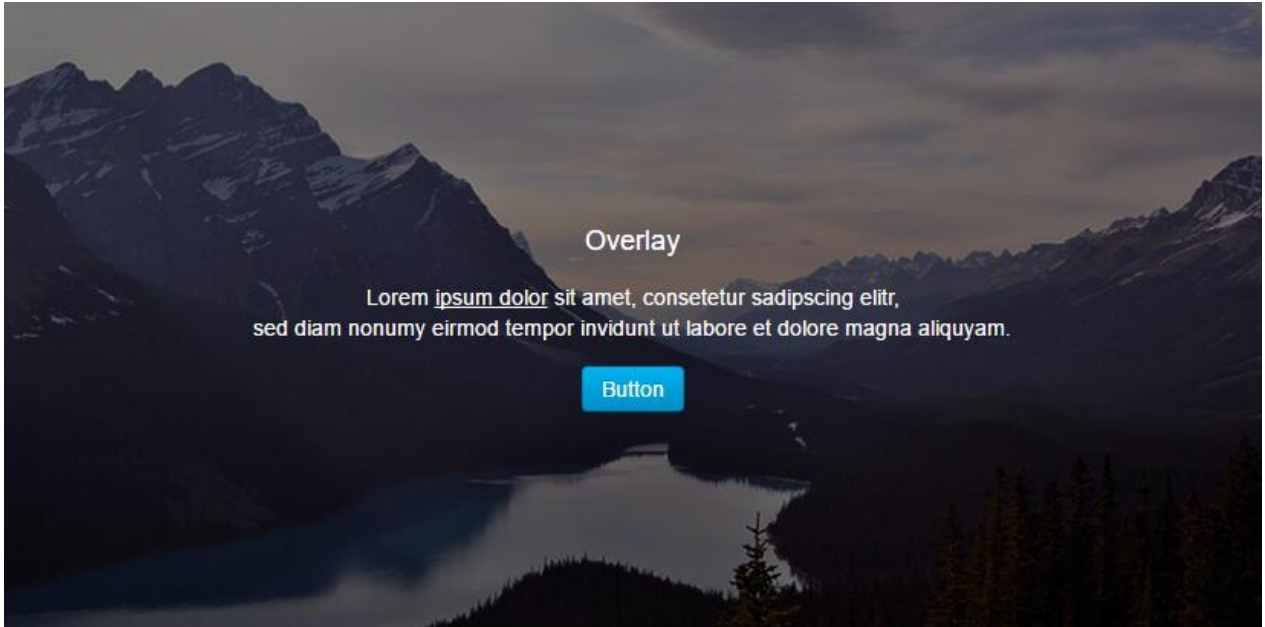 Overlay
Lorem ipsum dolor sit amet, consetetur sadipscing elitr,
sed diam nonumy eirmod tempor invidunt ut labore et dolore magna aliquyam.
Button